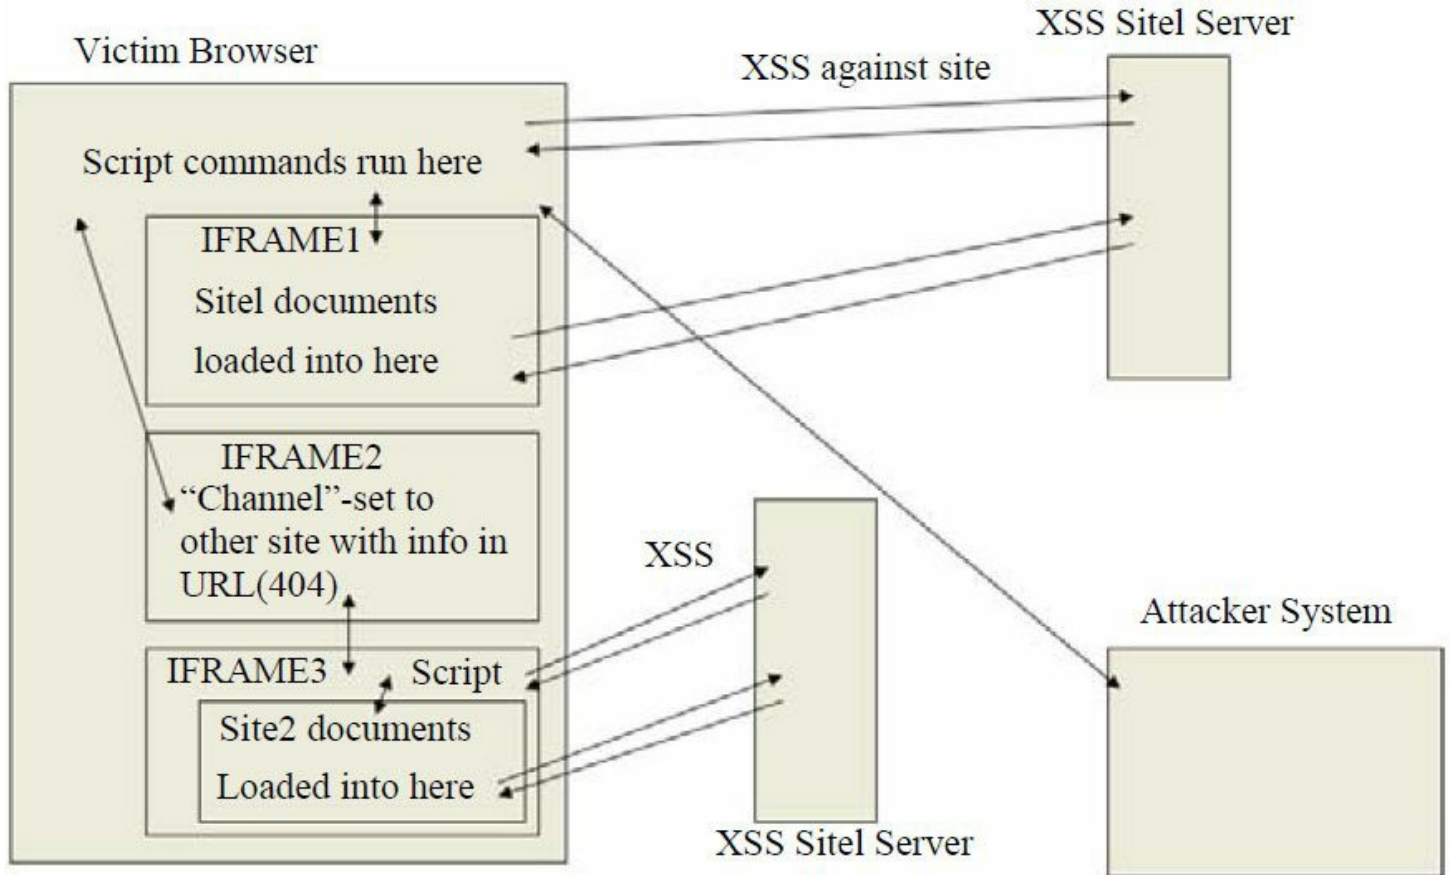 XSS Sitel Server
Victim Browser
XSS against site
Script commands run here
IFRAME1
Sitel documents
loaded into here
IFRAME2
“Channel”-set to
other site with info in
URL(404)
XSS
Attacker System
IFRAME3 Script
Site2 documents
Loaded into here
XSS Sitel Server